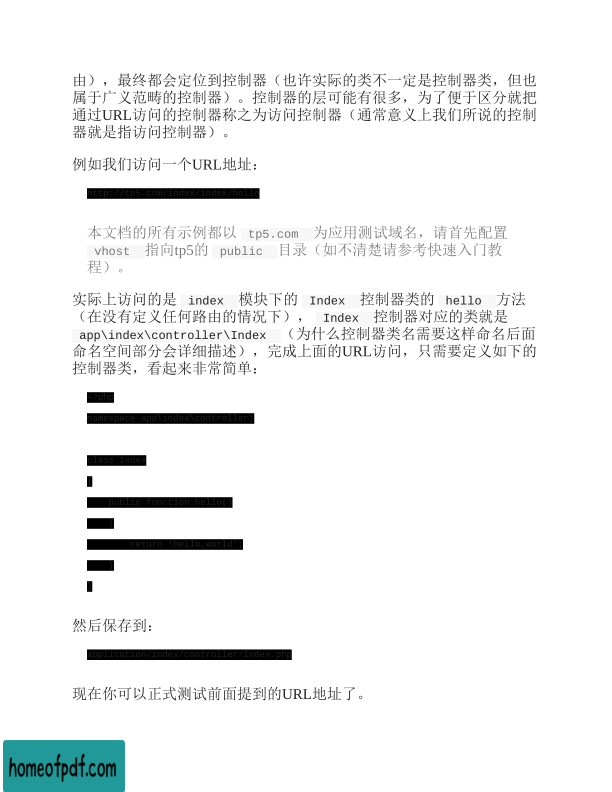 由），最终都会定位到控制器（也许实际的类不一定是控制器类，但也
属于广义范畴的控制器）。控制器的层可能有很多，为了便于区分就把
通过URL访问的控制器称之为访问控制器（通常意义上我们所说的控制
器就是指访问控制器）。
例如我们访问一个URL地址：
http://tp5.com/index/index/hello
本文档的所有示例都以 tp5.com 为应用测试域名，请首先配置
vhost 指向tp5的 public 目录（如不清楚请参考快速入门教
程）。
实际上访问的是 index 模块下的 Index 控制器类的 hello 方法
（在没有定义任何路由的情况下）， Index 控制器对应的类就是
app\index\controller\Index （为什么控制器类名需要这样命名后面
命名空间部分会详细描述），完成上面的URL访问，只需要定义如下的
控制器类，看起来非常简单：
<?php
namespace app\index\controller;
class Index
{
public function hello()
{
return 'hello,world';
}
}
然后保存到：
application/index/controller/Index.php
现在你可以正式测试前面提到的URL地址了。
homeofpdf.com